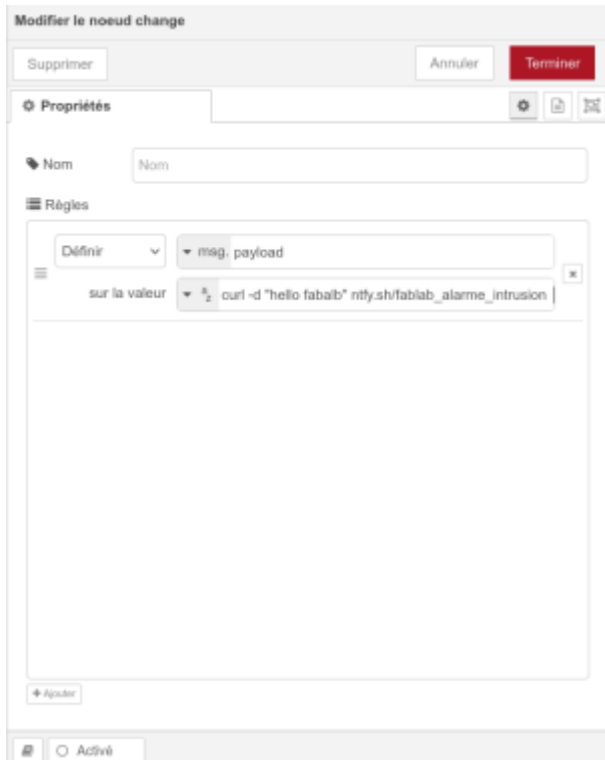 Modifier le noeud change
Supprimer
Annuler
Terminer
Propriétés
Nom
Nom
Règles
Définir
msg. payload
sur la valeur
a z curl -d "hello fabalb" ntfy.sh/fablab_alarme_intrusion
Ajouter
Activé